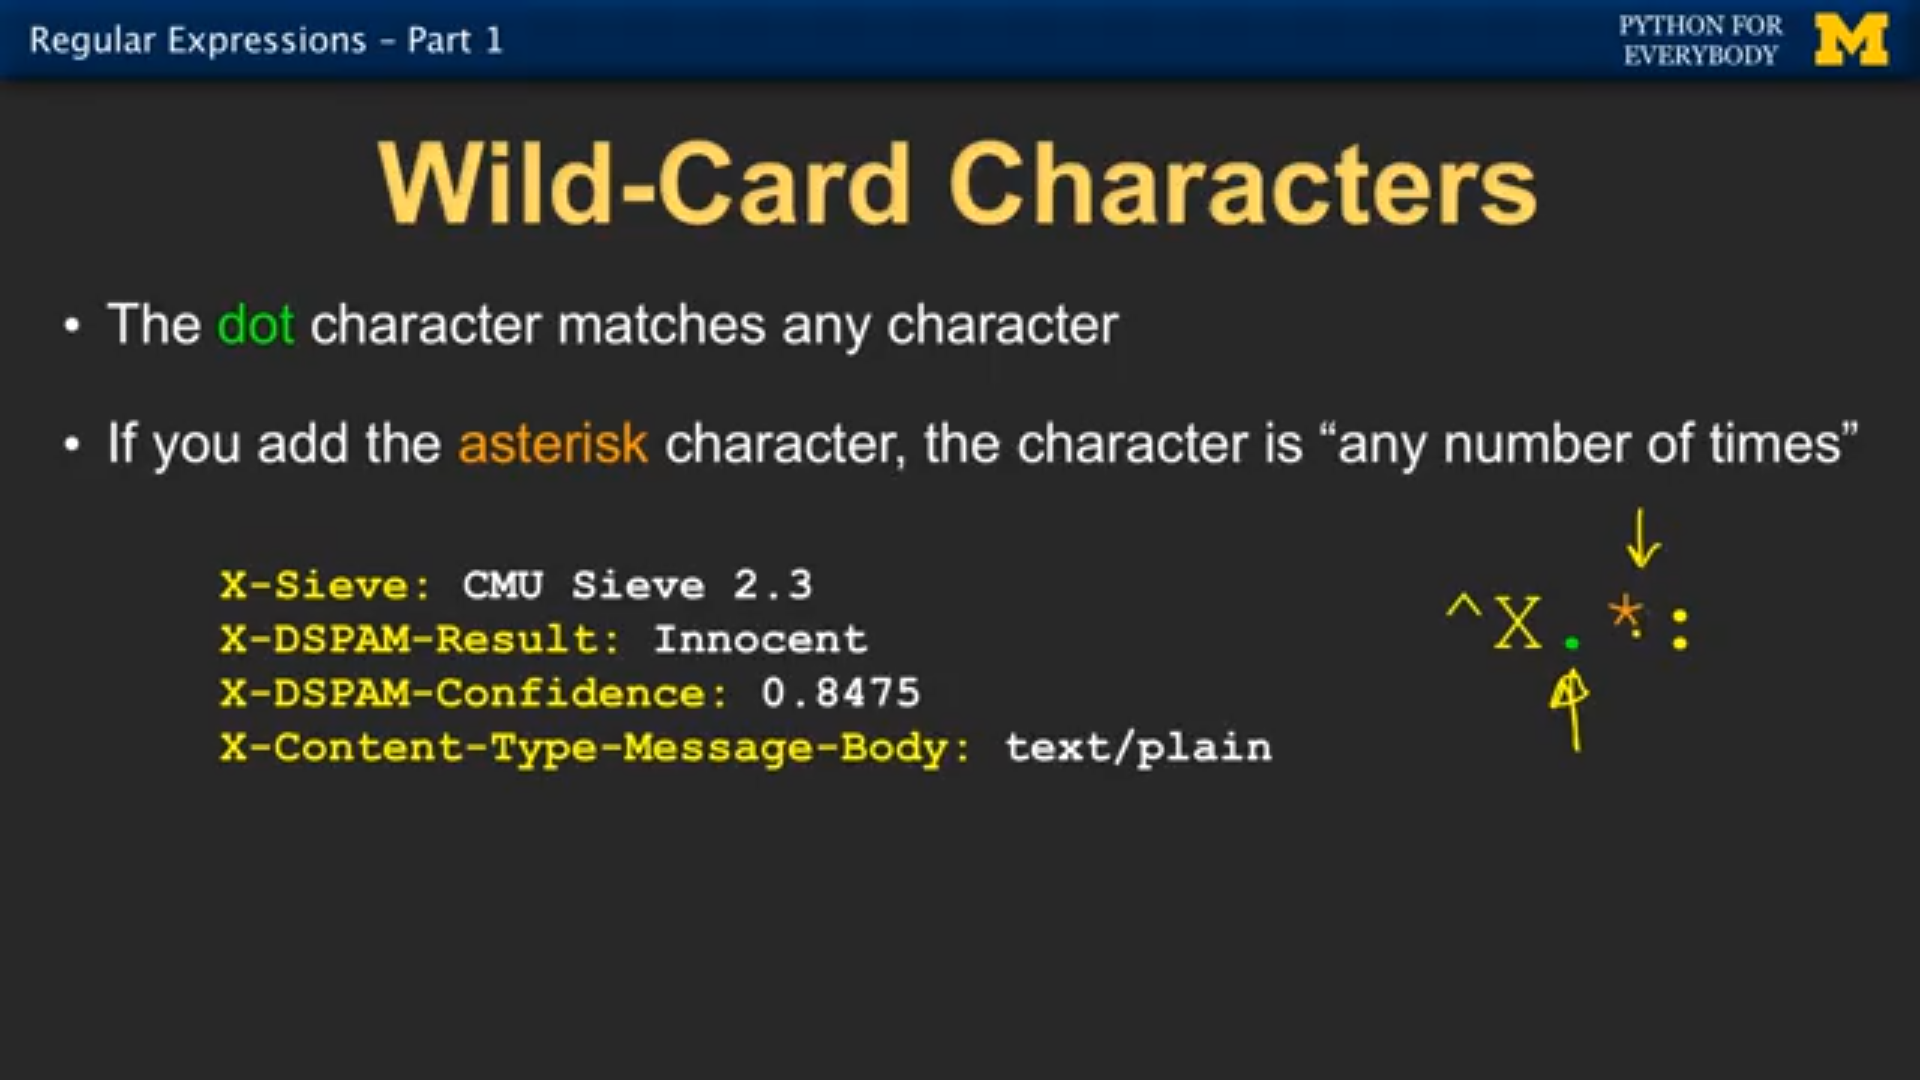 Regular Expressions – Part 1
PYTHON FOR
EVERYBODY
M
Wild-Card Characters
• The dot character matches any character
• If you add the asterisk character, the character is “any number of times”
X-Sieve: CMU Sieve 2.3
X-DSPAM-Result: Innocent
X-DSPAM-Confidence: 0.8475
X-Content-Type-Message-Body: text/plain
^X.*: